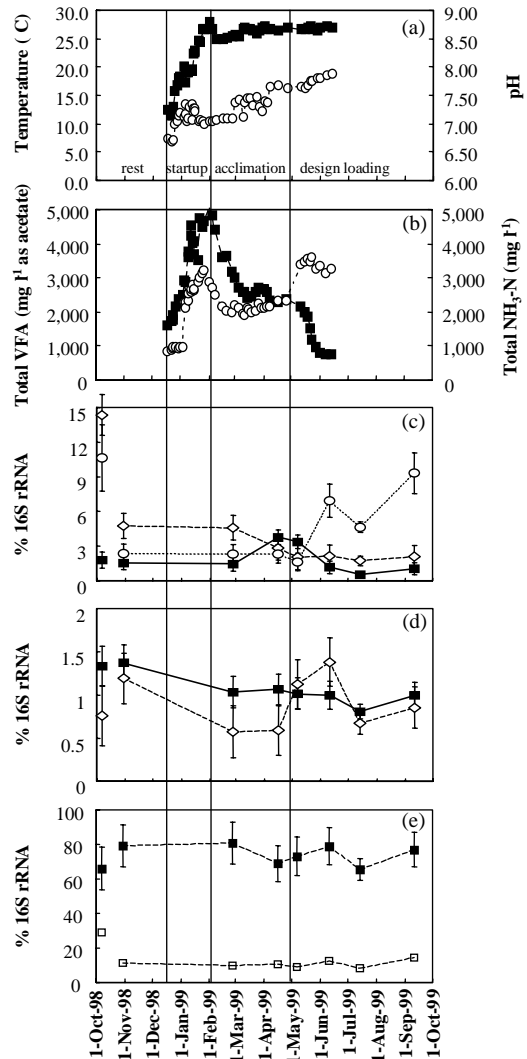 30.0
25.0
20.0
15.0
10.0
5.0
0.0
Temperature ( C)
(a)
9.00
8.50
8.00
7.50
7.00
6.50
6.00
pH
rest
startup
acclimation
design loading
5,000
4,000
3,000
2,000
1,000
0
Total VFA (mg l¹ as acetate)
(b)
5,000
4,000
3,000
2,000
1,000
0
Total NH3-N (mg l¹)
15
12
9
6
3
0
% 16S rRNA
(c)
2
1.5
1
0.5
0
% 16S rRNA
(d)
100
80
60
40
20
0
% 16S rRNA
(e)
1-Oct-98
1-Nov-98
1-Dec-98
1-Jan-99
1-Feb-99
1-Mar-99
1-Apr-99
1-May-99
1-Jun-99
1-Jul-99
1-Aug-99
1-Sep-99
1-Oct-99